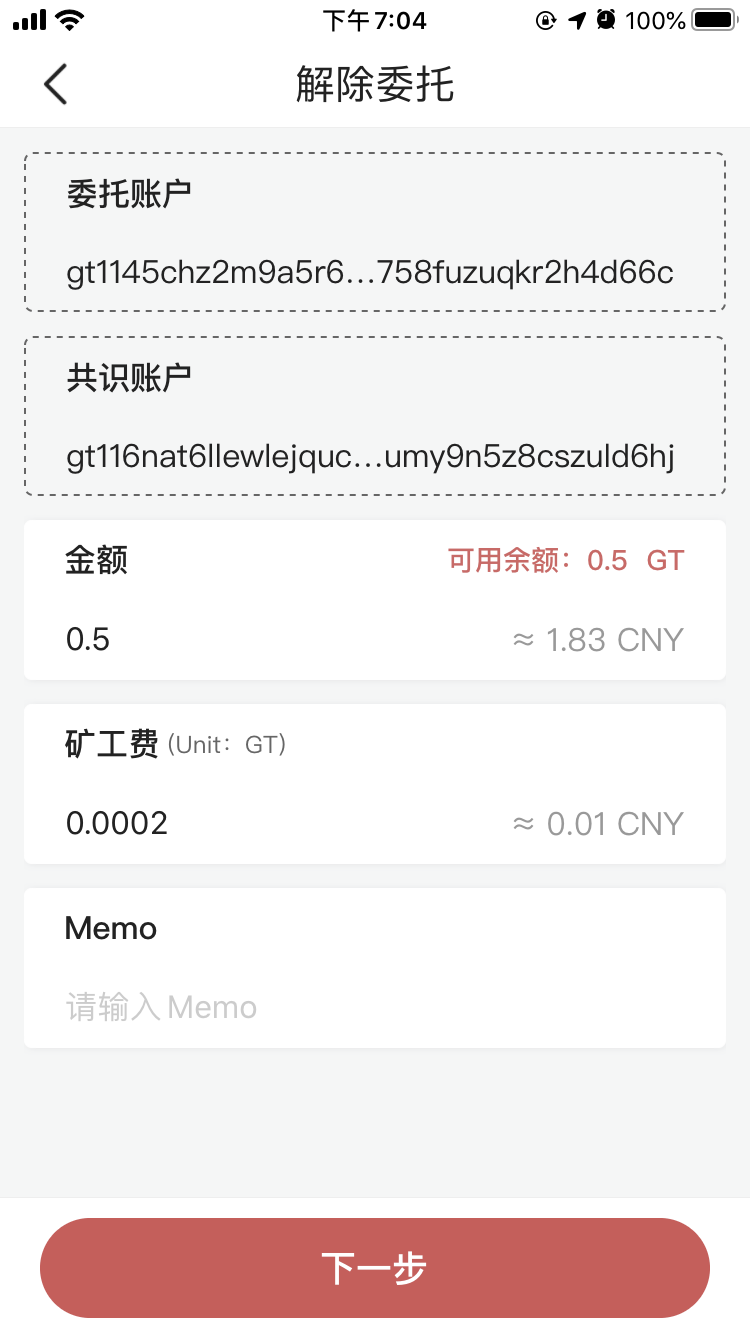 下午7:04
100%
解除委托
委托账户
gt1145chz2m9a5r6...758fuzuqkr2h4d66c
共识账户
gt116nat6llewlejquc...umy9n5z8cszuld6hj
金额 可用余额：0.5 GT
0.5 ≈ 1.83 CNY
矿工费 (Unit：GT)
0.0002 ≈ 0.01 CNY
Memo
请输入 Memo
下一步